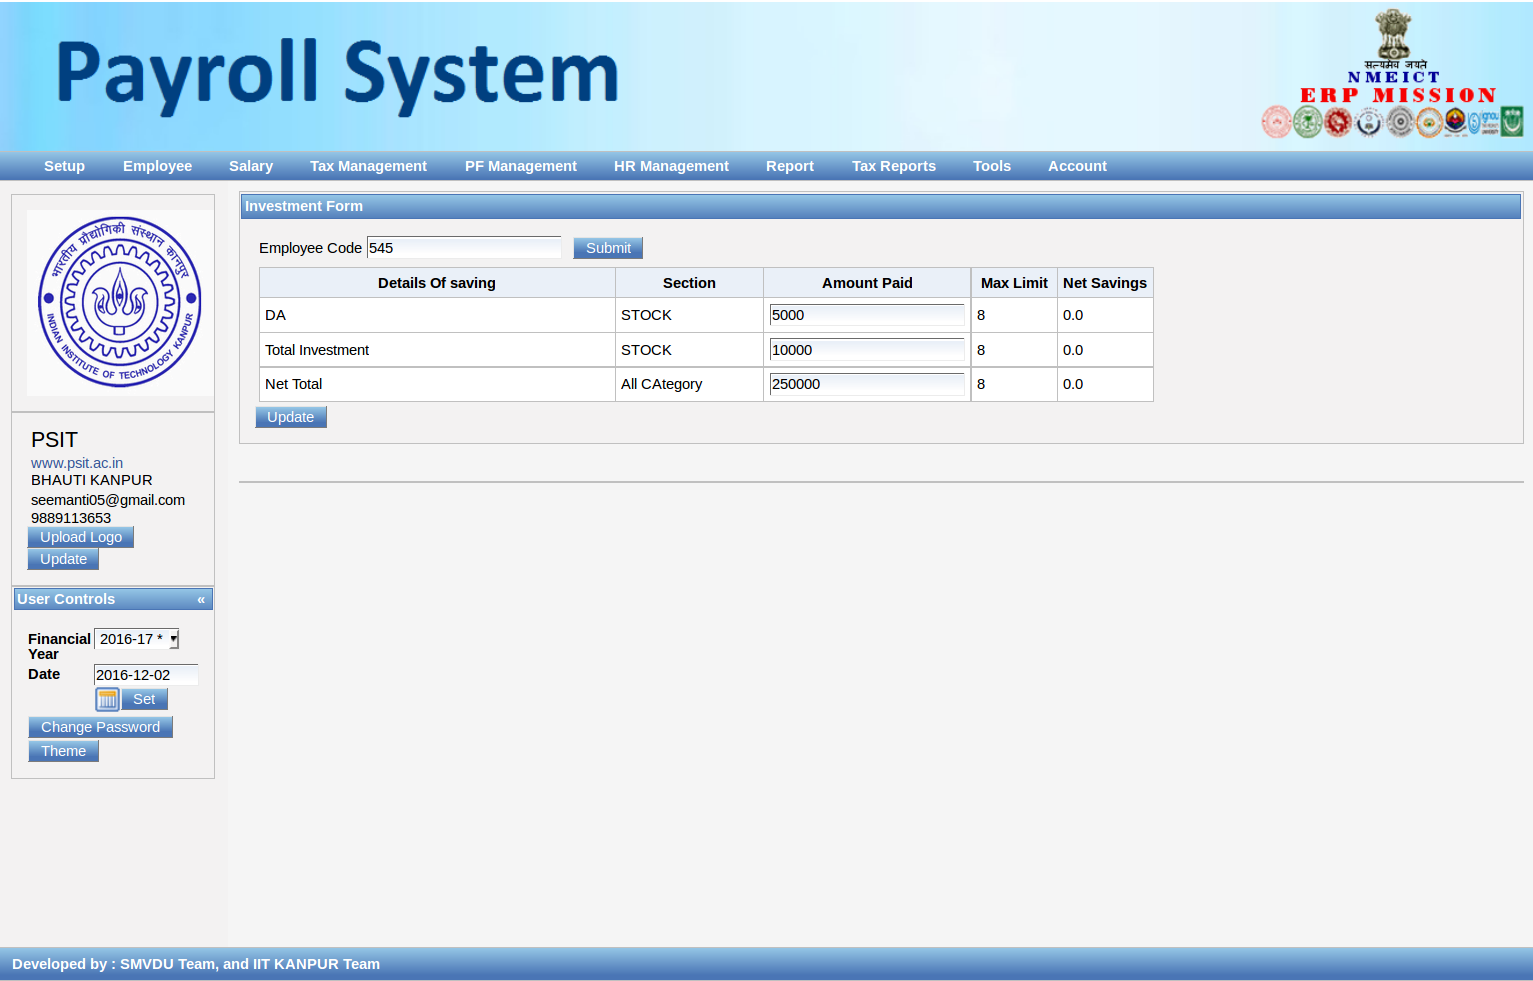 Payroll System
सत्यमेव जयते
NMEICT
ERP MISSION
Setup Employee Salary Tax Management PF Management HR Management Report Tax Reports Tools Account
भारतीय प्रौद्योगिकी संस्थान कानपुर
INDIAN INSTITUTE OF TECHNOLOGY KANPUR
PSIT
www.psit.ac.in
BHAUTI KANPUR
seemanti05@gmail.com
9889113653
Upload Logo
Update
User Controls «
Financial Year 2016-17 *
Date 2016-12-02
Set
Change Password
Theme
Investment Form
Employee Code 545 Submit
Details Of saving Section Amount Paid Max Limit Net Savings
DA STOCK 5000 8 0.0
Total Investment STOCK 10000 8 0.0
Net Total All CAtegory 250000 8 0.0
Update
Developed by : SMVDU Team, and IIT KANPUR Team